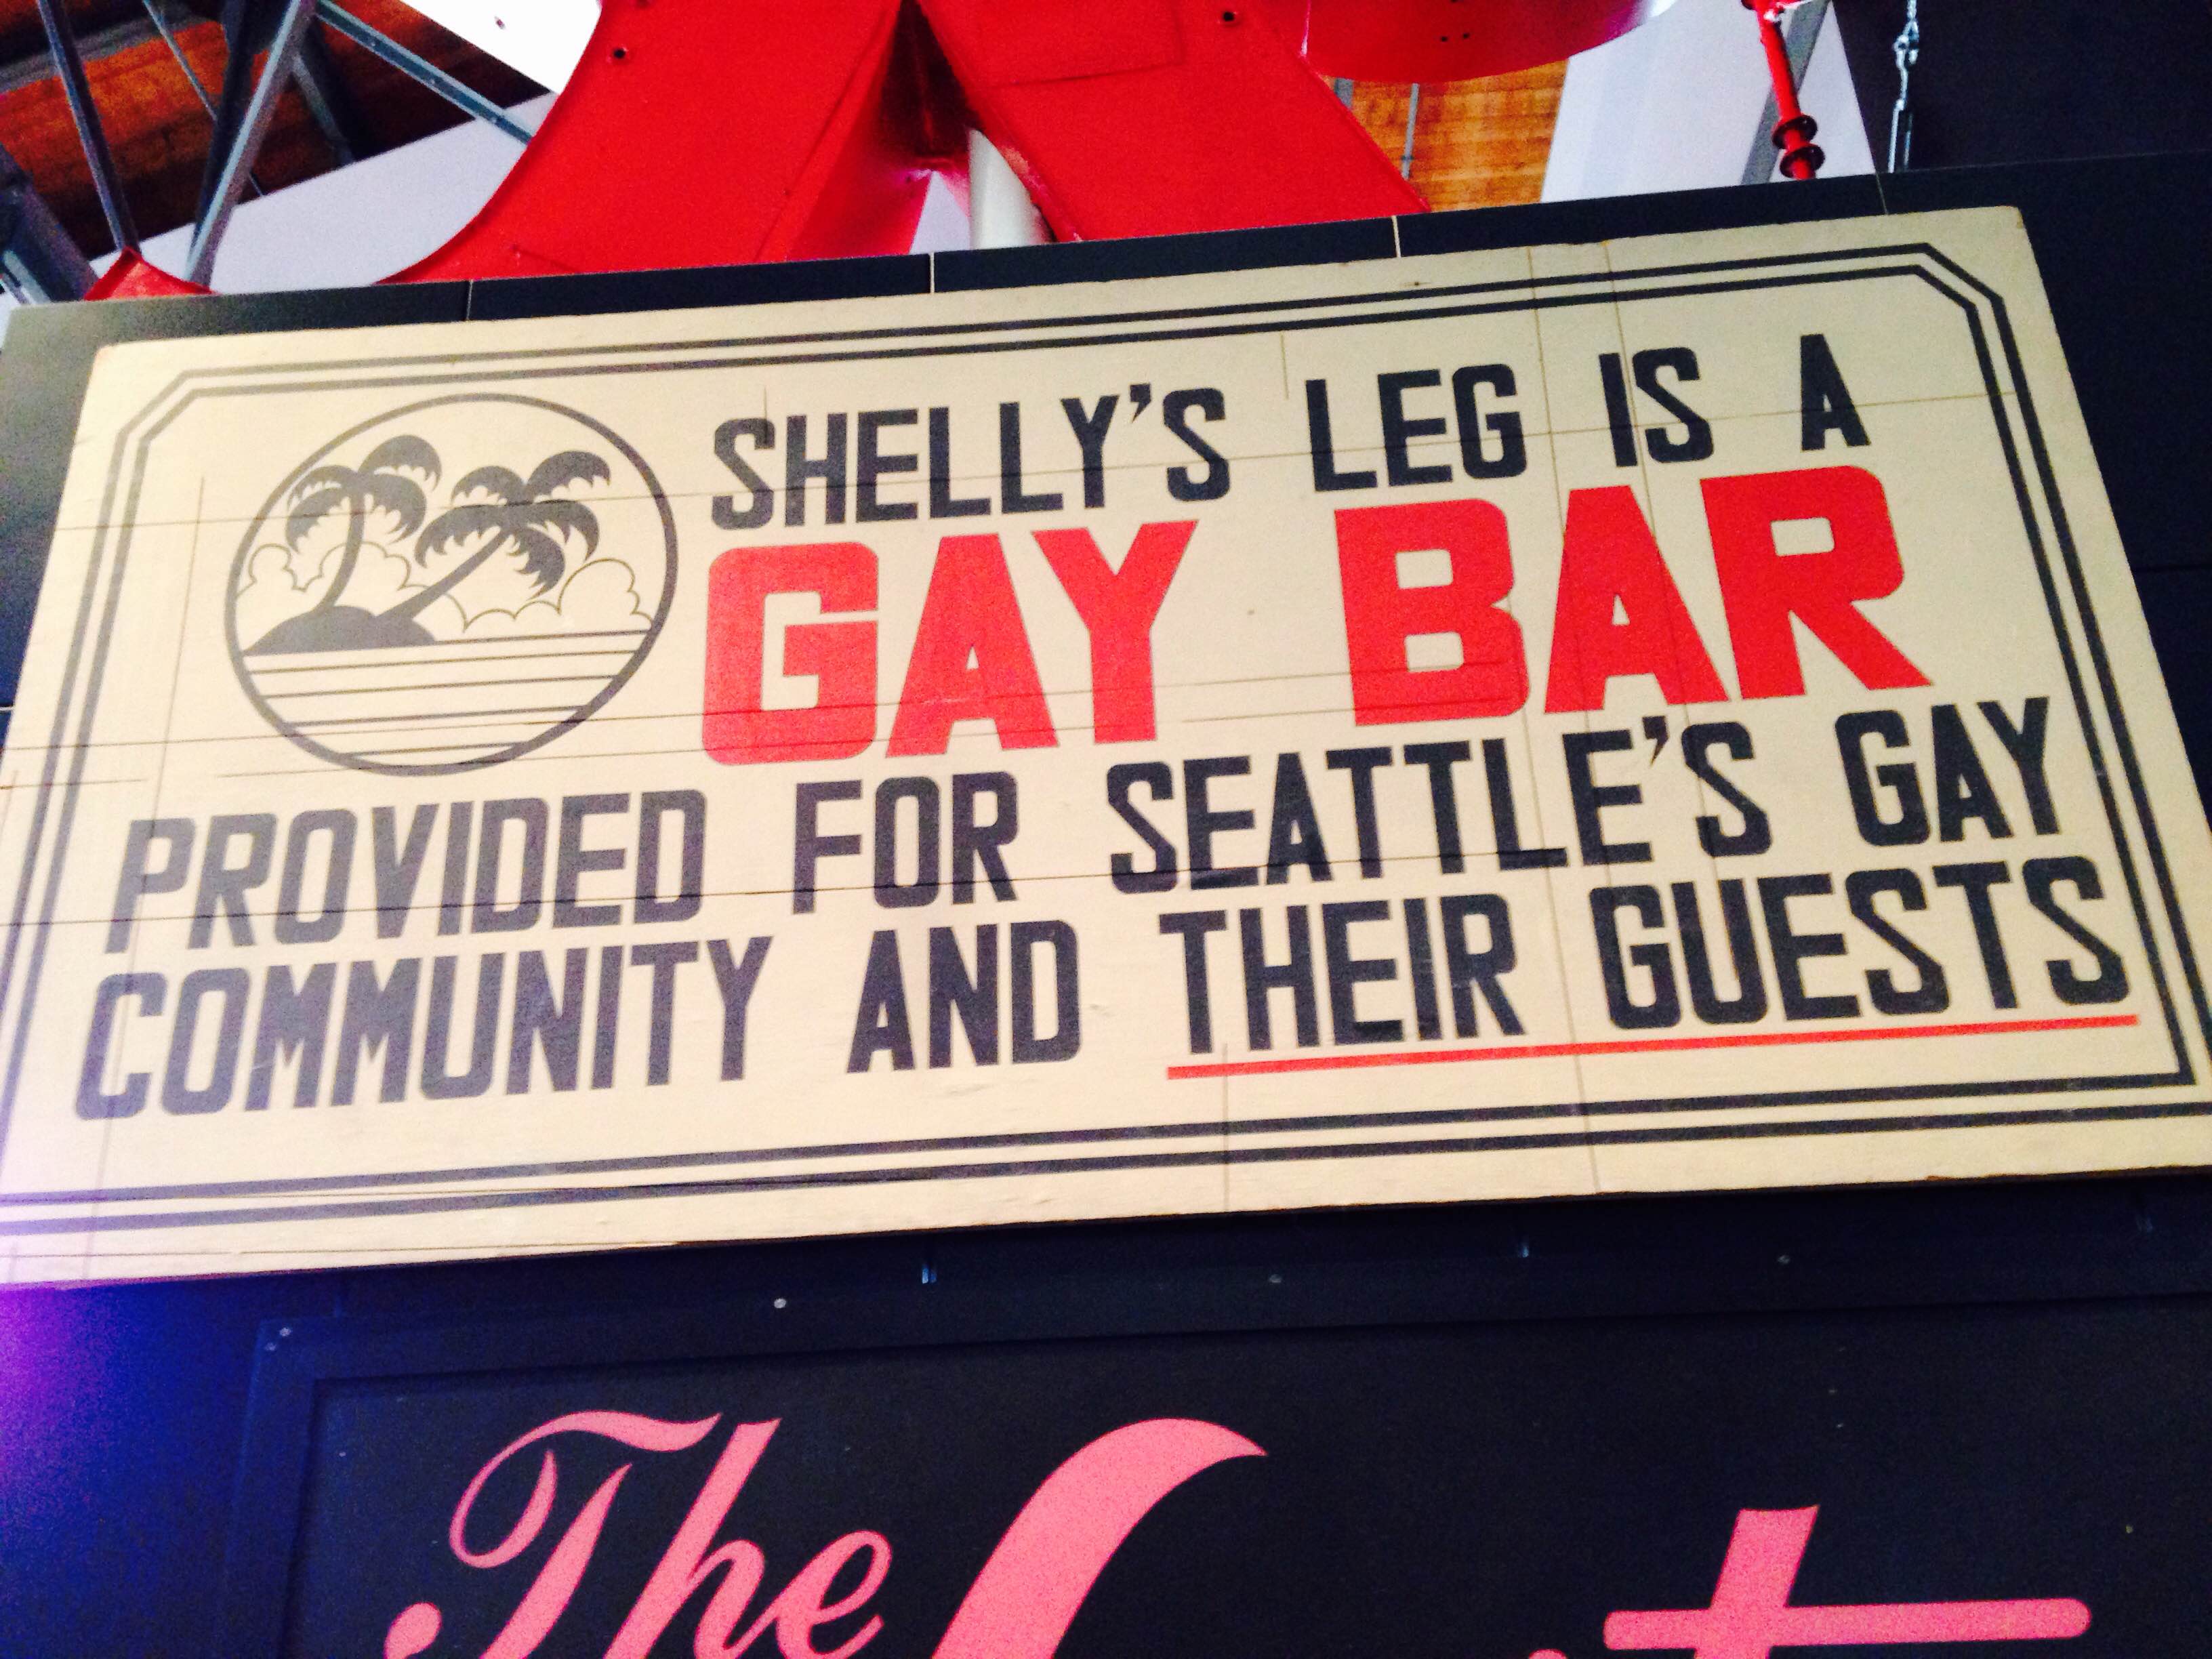 SHELLY'S LEG IS A
GAY BAR
PROVIDED FOR SEATTLE'S GAY
COMMUNITY AND THEIR GUESTS
The